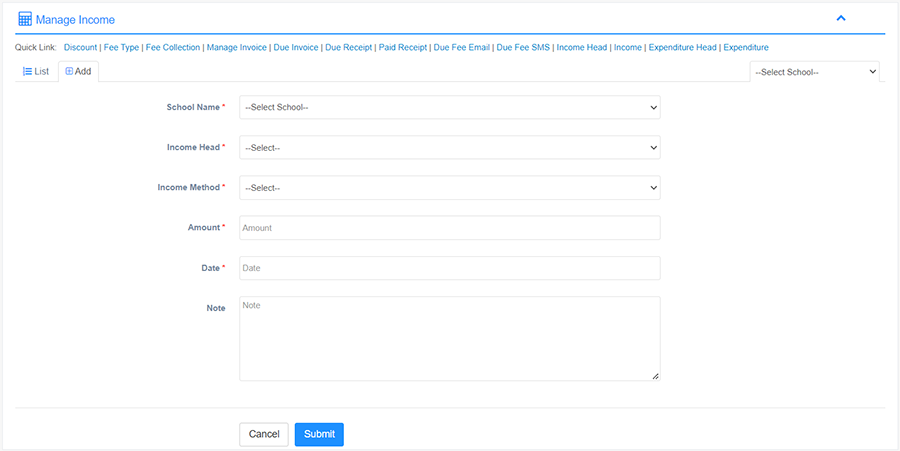 Manage Income
Quick Link: Discount | Fee Type | Fee Collection | Manage Invoice | Due Invoice | Due Receipt | Paid Receipt | Due Fee Email | Due Fee SMS | Income Head | Income | Expenditure Head | Expenditure
List Add --Select School--
School Name * --Select School--
Income Head * --Select--
Income Method * --Select--
Amount * Amount
Date * Date
Note Note
Cancel Submit